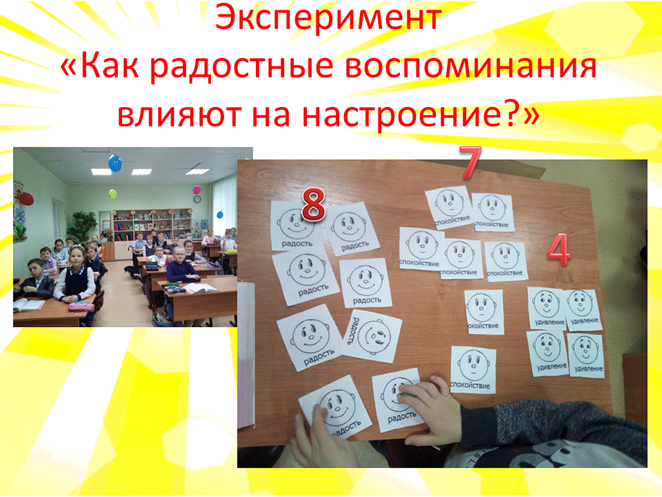 Эксперимент
«Как радостные воспоминания
влияют на настроение?»
8
7
4
радость
радость
радость
радость
радость
радость
радость
радость
спокойствие
спокойствие
спокойствие
спокойствие
спокойствие
спокойствие
спокойствие
удивление
удивление
удивление
удивление